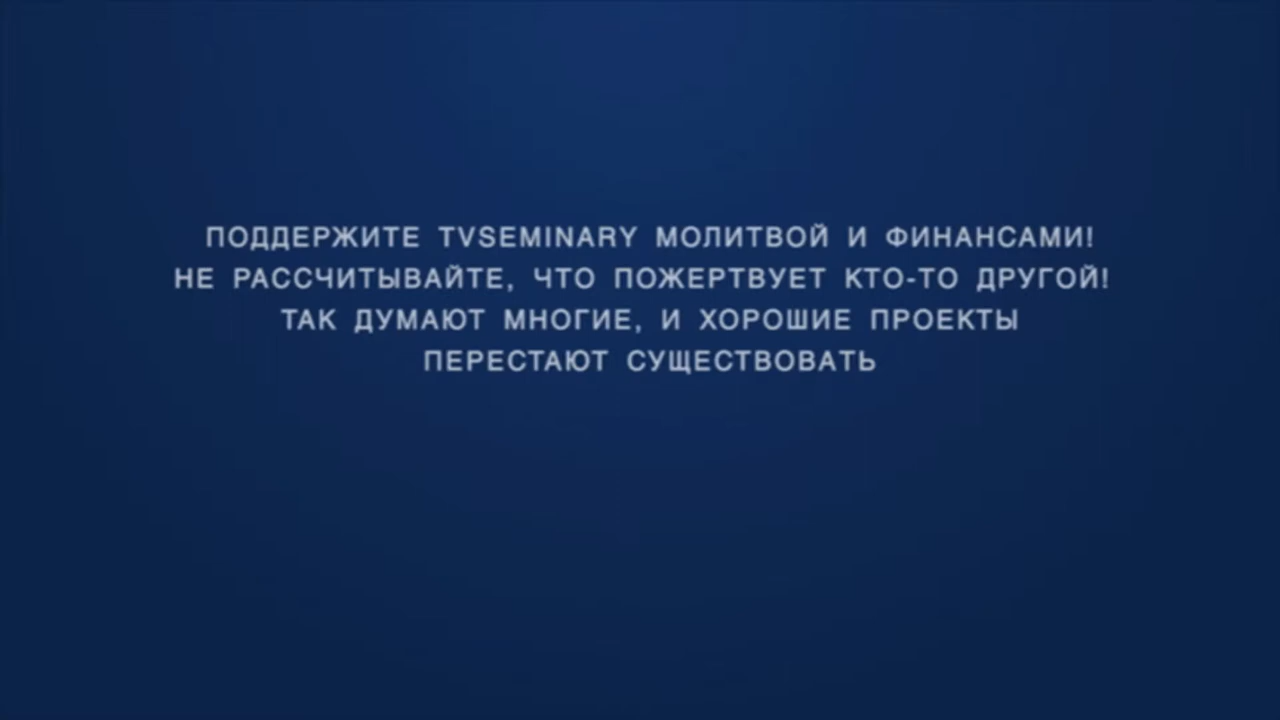 ПОДДЕРЖИТЕ TVSEMINARY МОЛИТВОЙ И ФИНАНСАМИ!
НЕ РАССЧИТЫВАЙТЕ, ЧТО ПОЖЕРТВУЕТ КТО-ТО ДРУГОЙ!
ТАК ДУМАЮТ МНОГИЕ, И ХОРОШИЕ ПРОЕКТЫ
ПЕРЕСТАЮТ СУЩЕСТВОВАТЬ